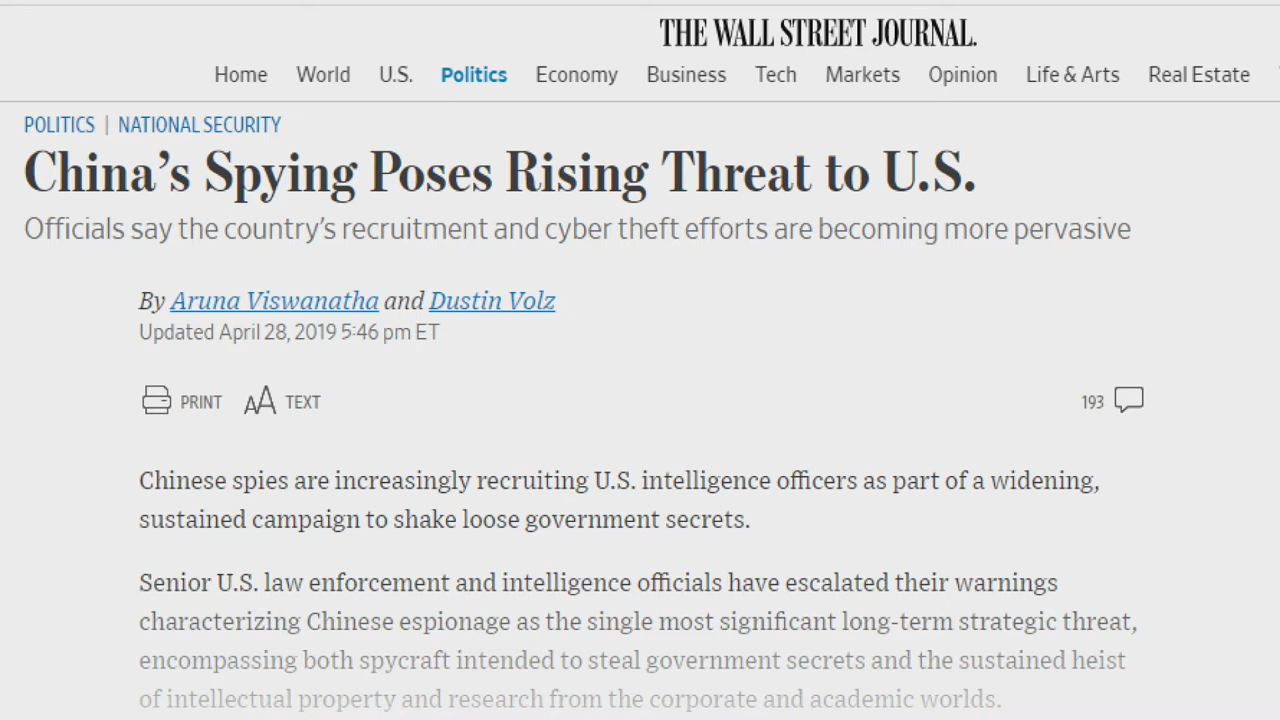 THE WALL STREET JOURNAL.
Home World U.S. Politics Economy Business Tech Markets Opinion Life & Arts Real Estate
POLITICS | NATIONAL SECURITY
China’s Spying Poses Rising Threat to U.S.
Officials say the country’s recruitment and cyber theft efforts are becoming more pervasive
By Aruna Viswanatha and Dustin Volz
Updated April 28, 2019 5:46 pm ET
PRINT AA TEXT 193
Chinese spies are increasingly recruiting U.S. intelligence officers as part of a widening,
sustained campaign to shake loose government secrets.
Senior U.S. law enforcement and intelligence officials have escalated their warnings
characterizing Chinese espionage as the single most significant long-term strategic threat,
encompassing both spycraft intended to steal government secrets and the sustained heist
of intellectual property and research from the corporate and academic worlds.